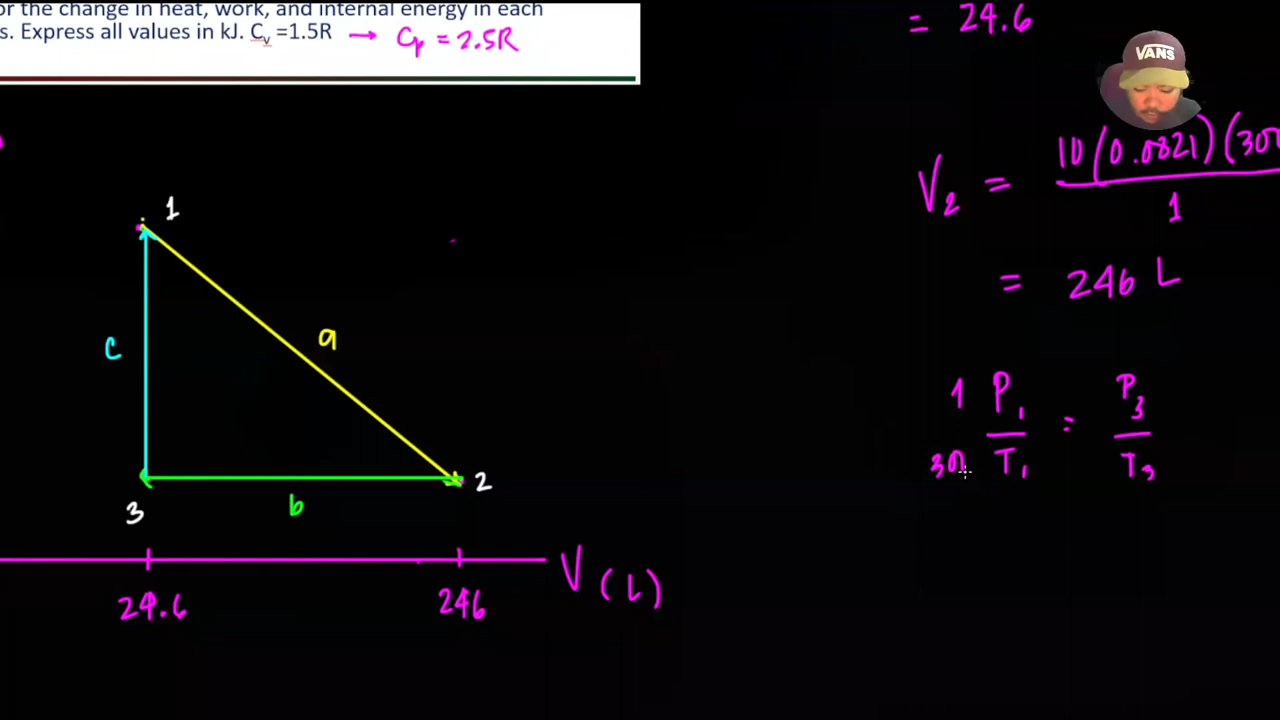 or the change in heat, work, and internal energy in each
s. Express all values in kJ. Cv =1.5R → Cp = 2.5R
= 24.6
VANS
V2 = 10(0.0821)(300
1
= 246 L
1
a
c
1 P1 = P3
30 T1 T3
2
3
b
V(L)
24.6
246